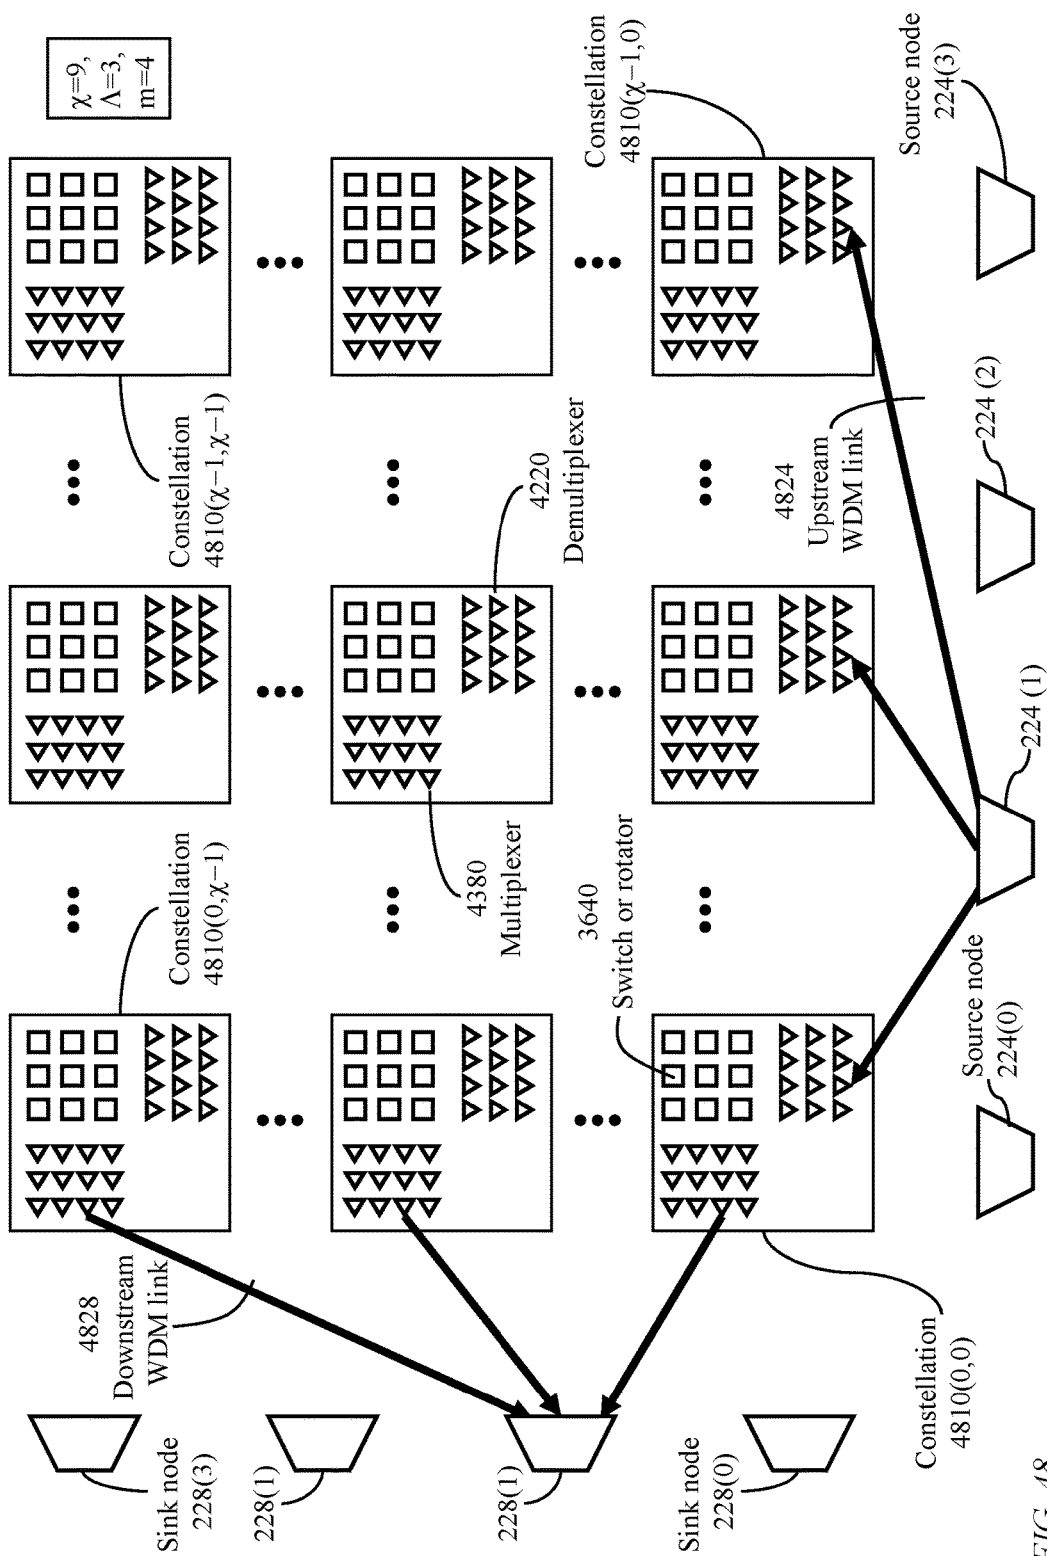 χ=9,
Λ=3,
m=4
Constellation
4810(χ−1,χ−1)
Constellation
4810(0,χ−1)
4828
Downstream
WDM link
Sink node
228(3)
228(1)
228(1)
Sink node
228(0)
4220
Demultiplexer
4380
Multiplexer
3640
Switch or rotator
Constellation
4810(χ−1,0)
4824
Upstream
WDM link
Constellation
4810(0,0)
Source node
224(0)
224 (1)
224 (2)
Source node
224(3)
FIG. 48